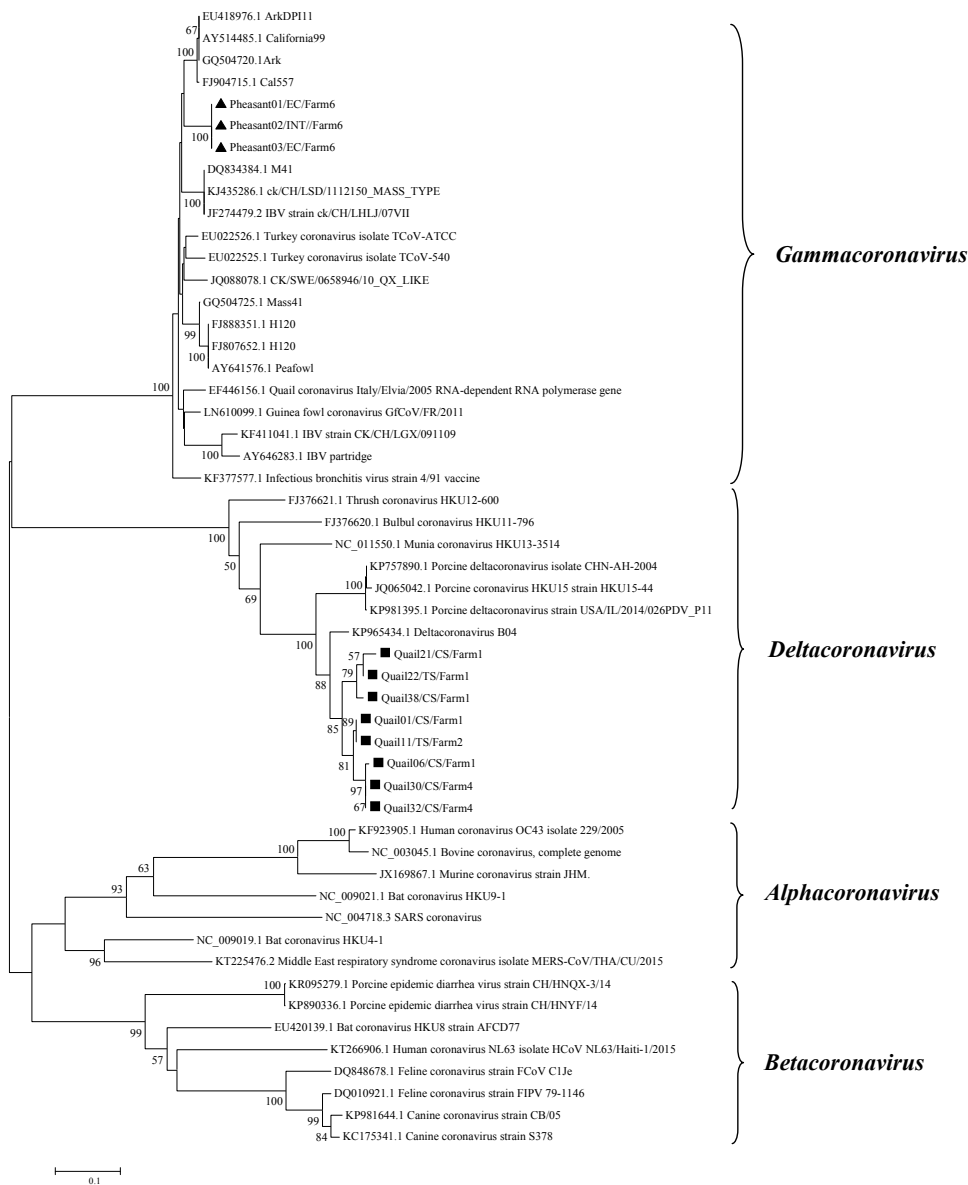 EU418976.1 ArkDPI11
67
AY514485.1 California99
100
GQ504720.1Ark
FJ904715.1 Cal557
Pheasant01/EC/Farm6
Pheasant02/INT//Farm6
100
Pheasant03/EC/Farm6
DQ834384.1 M41
KJ435286.1 ck/CH/LSD/1112150_MASS_TYPE
100
JF274479.2 IBV strain ck/CH/LHLJ/07VII
EU022526.1 Turkey coronavirus isolate TCoV-ATCC
Gammacoronavirus
EU022525.1 Turkey coronavirus isolate TCoV-540
JQ088078.1 CK/SWE/0658946/10_QX_LIKE
GQ504725.1 Mass41
FJ888351.1 H120
99
FJ807652.1 H120
100
AY641576.1 Peafowl
100
EF446156.1 Quail coronavirus Italy/Elvia/2005 RNA-dependent RNA polymerase gene
LN610099.1 Guinea fowl coronavirus GfCoV/FR/2011
KF411041.1 IBV strain CK/CH/LGX/091109
100
AY646283.1 IBV partridge
KF377577.1 Infectious bronchitis virus strain 4/91 vaccine
FJ376621.1 Thrush coronavirus HKU12-600
FJ376620.1 Bulbul coronavirus HKU11-796
100
NC_011550.1 Munia coronavirus HKU13-3514
50
KP757890.1 Porcine deltacoronavirus isolate CHN-AH-2004
100
JQ065042.1 Porcine coronavirus HKU15 strain HKU15-44
69
KP981395.1 Porcine deltacoronavirus strain USA/IL/2014/026PDV_P11
KP965434.1 Deltacoronavirus B04
100
Deltacoronavirus
Quail21/CS/Farm1
57
Quail22/TS/Farm1
79
88
Quail38/CS/Farm1
Quail01/CS/Farm1
89
85
Quail11/TS/Farm2
81
Quail06/CS/Farm1
Quail30/CS/Farm4
97
Quail32/CS/Farm4
67
KF923905.1 Human coronavirus OC43 isolate 229/2005
100
NC_003045.1 Bovine coronavirus, complete genome
100
JX169867.1 Murine coronavirus strain JHM.
63
93
NC_009021.1 Bat coronavirus HKU9-1
Alphacoronavirus
NC_004718.3 SARS coronavirus
NC_009019.1 Bat coronavirus HKU4-1
96
KT225476.2 Middle East respiratory syndrome coronavirus isolate MERS-CoV/THA/CU/2015
KR095279.1 Porcine epidemic diarrhea virus strain CH/HNQX-3/14
100
KP890336.1 Porcine epidemic diarrhea virus strain CH/HNYF/14
99
EU420139.1 Bat coronavirus HKU8 strain AFCD77
KT266906.1 Human coronavirus NL63 isolate HCoV NL63/Haiti-1/2015
57
Betacoronavirus
DQ848678.1 Feline coronavirus strain FCoV C1Je
DQ010921.1 Feline coronavirus strain FIPV 79-1146
100
KP981644.1 Canine coronavirus strain CB/05
99
KC175341.1 Canine coronavirus strain S378
84
0.1